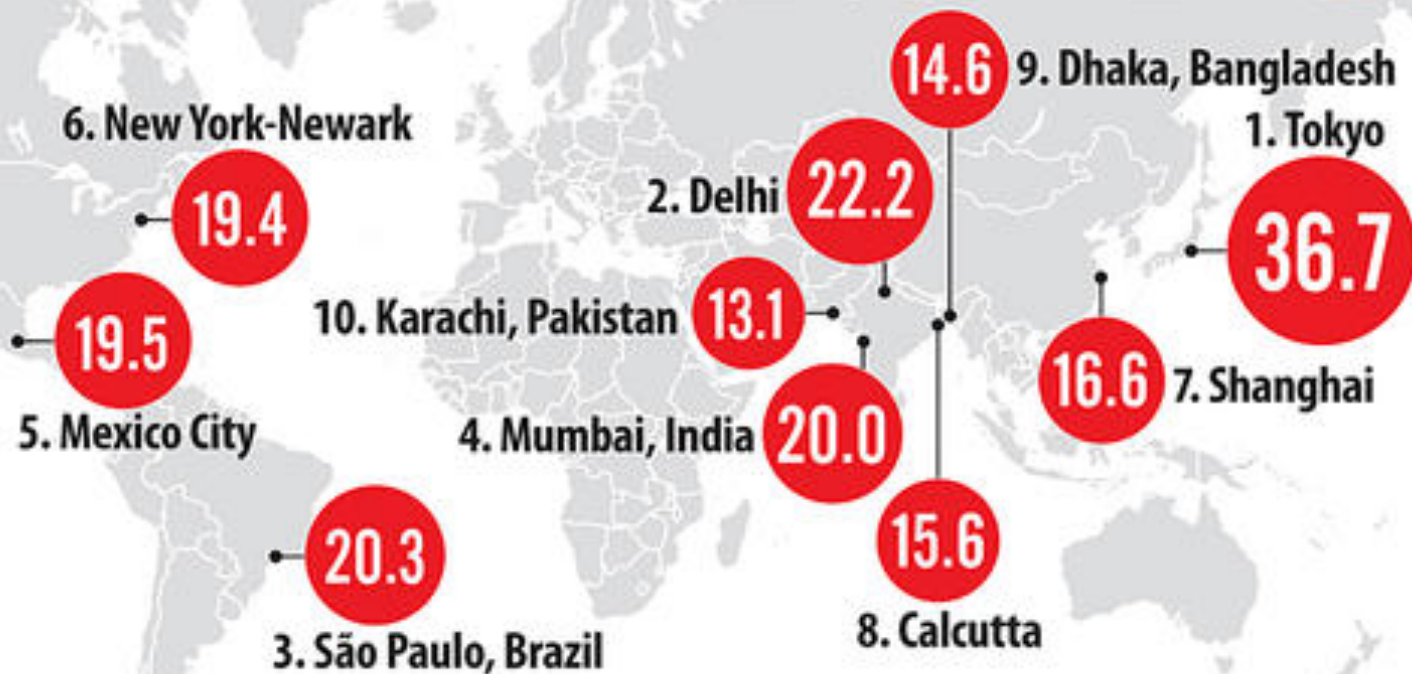 14.6
9. Dhaka, Bangladesh
6. New York-Newark
1. Tokyo
2. Delhi
22.2
19.4
36.7
10. Karachi, Pakistan
13.1
19.5
16.6
7. Shanghai
5. Mexico City
4. Mumbai, India
20.0
15.6
20.3
8. Calcutta
3. São Paulo, Brazil